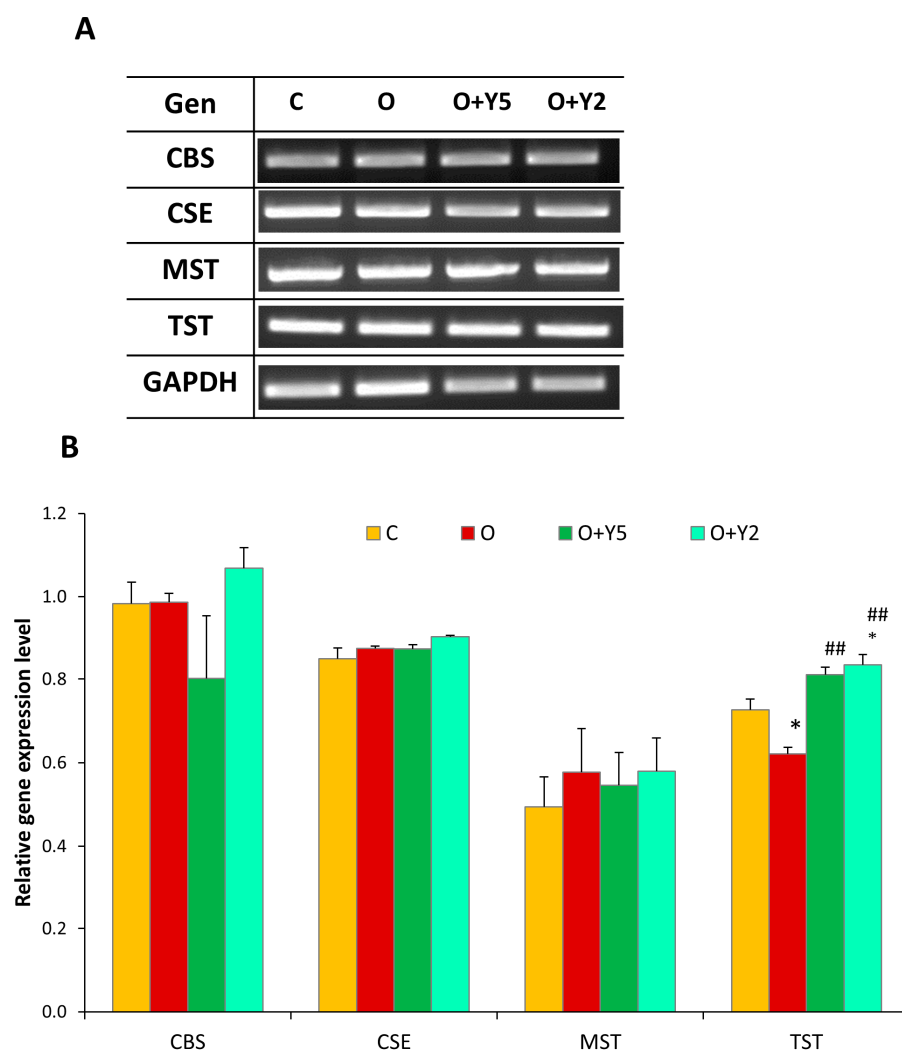 A
Gen C O O+Y5 O+Y2
CBS
CSE
MST
TST
GAPDH
B
C O O+Y5 O+Y2
Relative gene expression level
1.2
1.0
0.8
0.6
0.4
0.2
0.0
##
*
##
*
CBS CSE MST TST